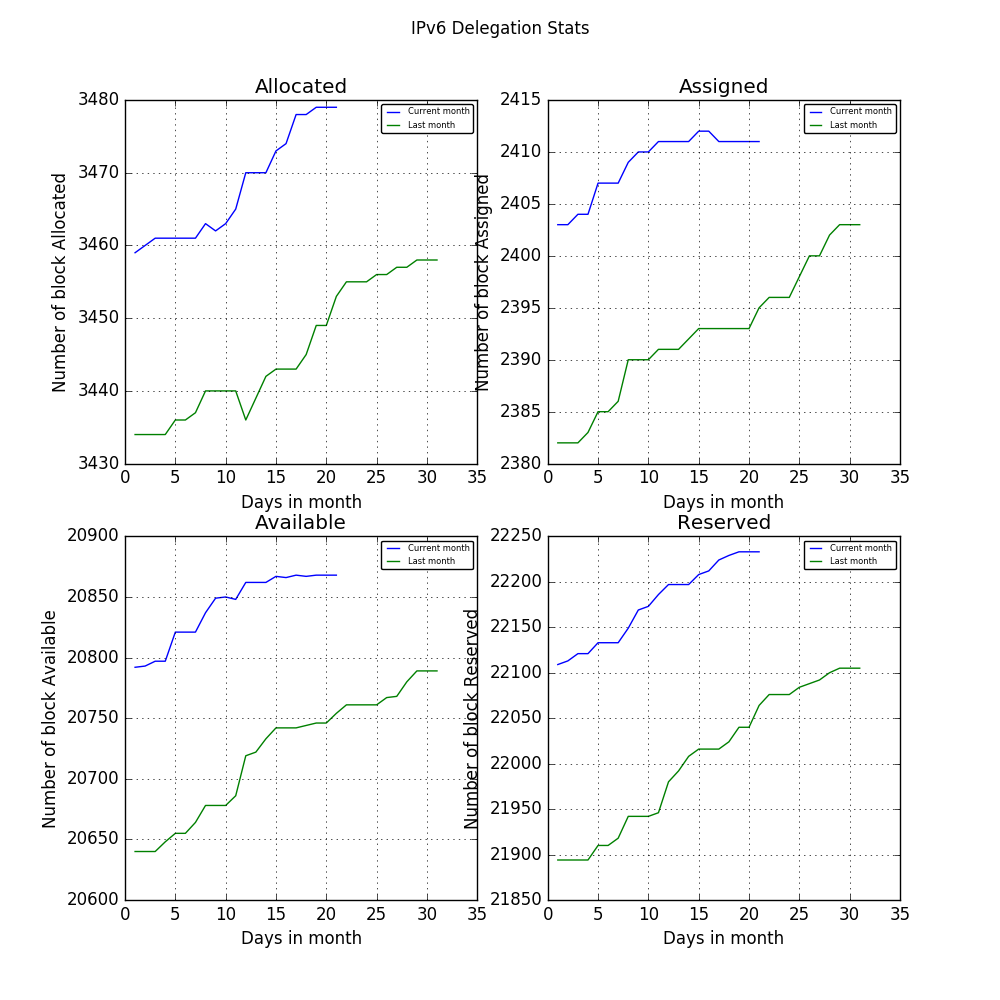 IPv6 Delegation Stats
Allocated
Number of block Allocated
3480
3470
3460
3450
3440
3430
Current month
Last month
0 5 10 15 20 25 30 35
Days in month
Assigned
Number of block Assigned
2415
2410
2405
2400
2395
2390
2385
2380
Current month
Last month
0 5 10 15 20 25 30 35
Days in month
Available
Number of block Available
20900
20850
20800
20750
20700
20650
20600
Current month
Last month
0 5 10 15 20 25 30 35
Days in month
Reserved
Number of block Reserved
22250
22200
22150
22100
22050
22000
21950
21900
21850
Current month
Last month
0 5 10 15 20 25 30 35
Days in month